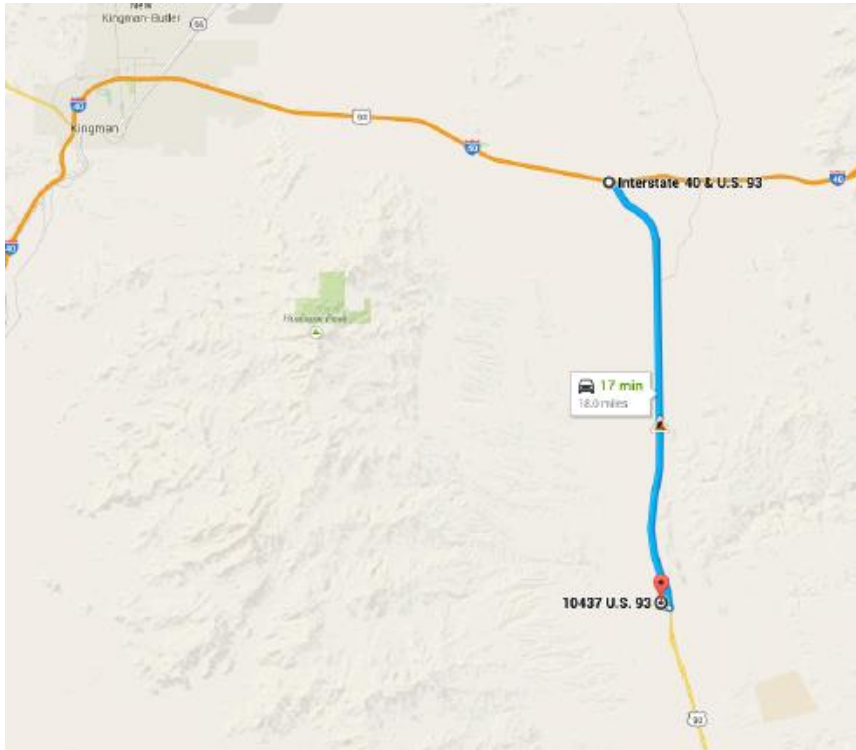 New
Kingman-Butler
66
40
Kingman
93
40
Interstate 40 & U.S. 93
40
40
17 min
18.0 miles
10437 U.S. 93
93